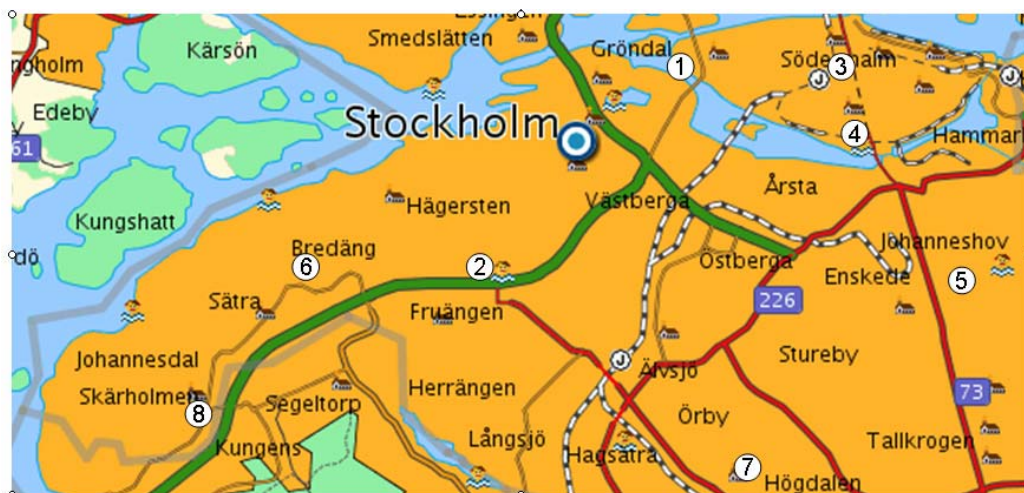 Essingen
Smedslätten
Kärsön
Gröndal
1
Södermalm
3
J
J
ngholm
Edeby
Stockholm
4
Hammar
61
Årsta
Hägersten
Västberga
Kungshatt
Bredäng
Johanneshov
dö
6
2
Östberga
Enskede
5
Sätra
226
Fruängen
Johannesdal
J
Älvsjö
Stureby
Skärholmen
Herrängen
73
8
Segeltorp
Örby
Kungens
Långsjö
Tallkrogen
Hagsätra
7
Högdalen